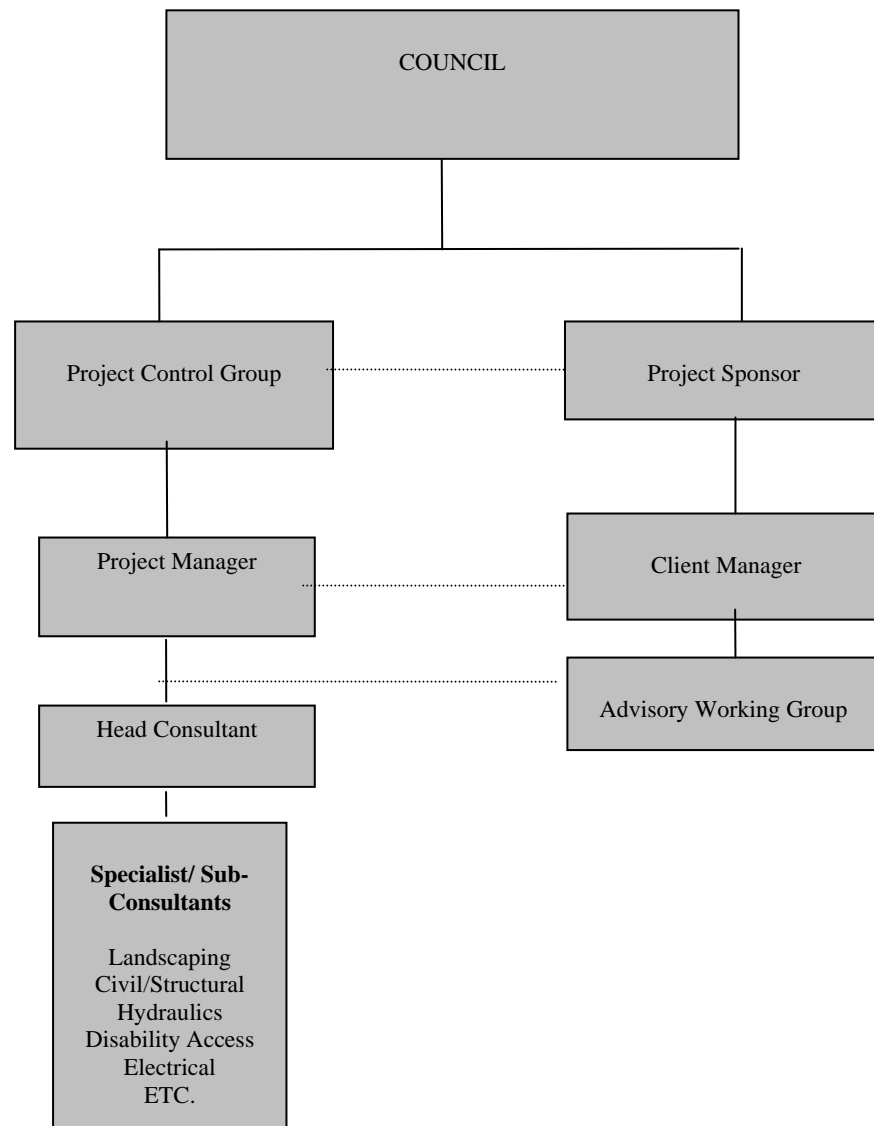 COUNCIL
Project Control Group
Project Sponsor
Project Manager
Client Manager
Advisory Working Group
Head Consultant
Specialist/ Sub-
Consultants
Landscaping
Civil/Structural
Hydraulics
Disability Access
Electrical
ETC.